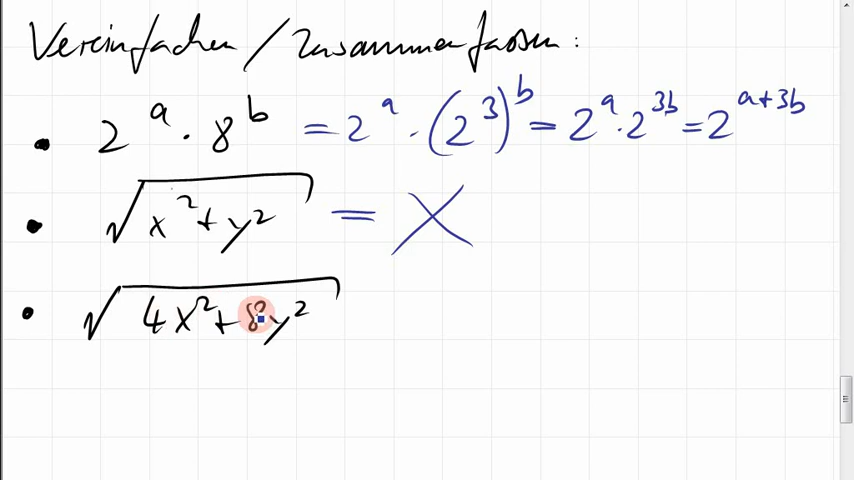 Vereinfachen / Zusammenfassen:
• 2^a · 8^b = 2^a · (2^3)^b = 2^a · 2^{3b} = 2^{a+3b}
• √(x²+y²) = X
• √(4x²+8y²)